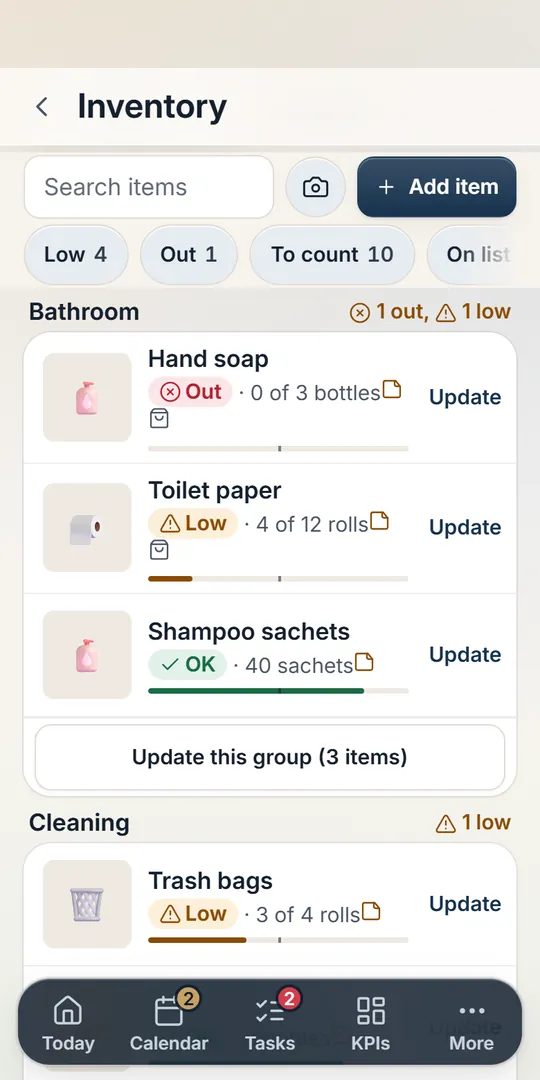 Inventory
Search items
Add item
Low 4
Out 1
To count 10
On list
Bathroom
1 out, 1 low
Hand soap
Out · 0 of 3 bottles
Update
Toilet paper
Low · 4 of 12 rolls
Update
Shampoo sachets
OK · 40 sachets
Update
Update this group (3 items)
Cleaning
1 low
Trash bags
Low · 3 of 4 rolls
Update
Update
2
2
Today
Calendar
Tasks
KPIs
More